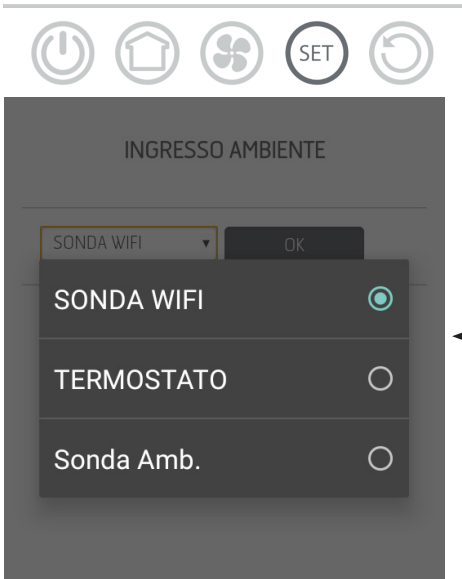 SET
INGRESSO AMBIENTE
SONDA WIFI OK
SONDA WIFI
TERMOSTATO
Sonda Amb.